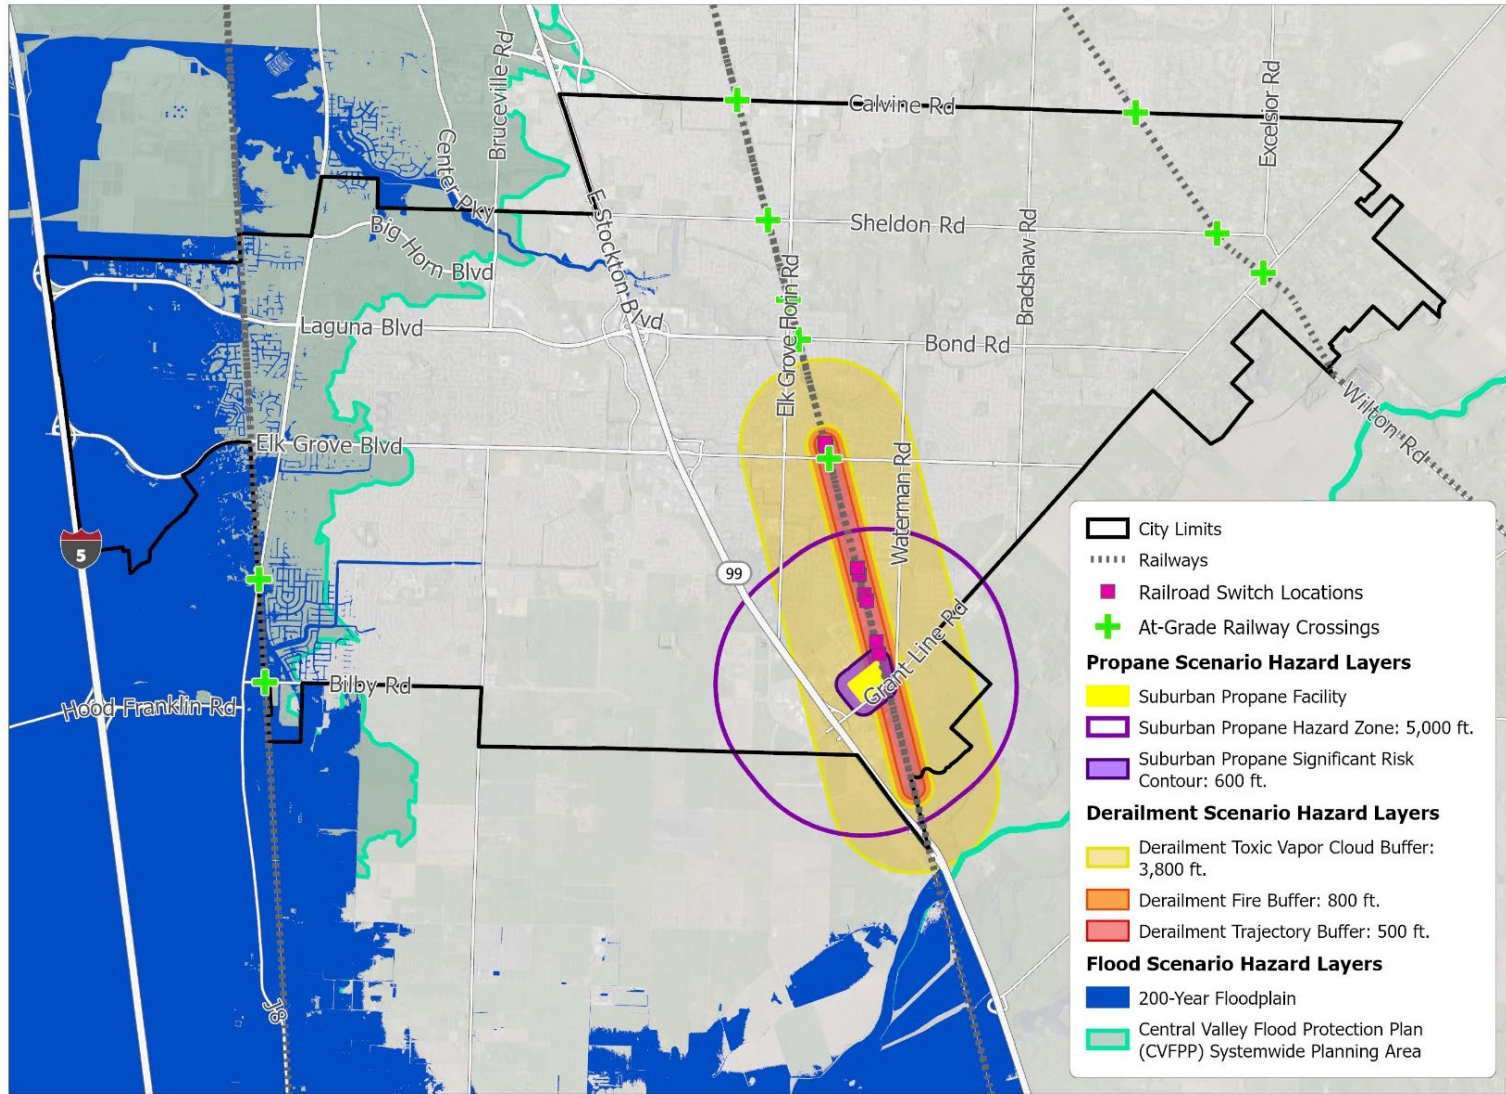 Calvine Rd
Bruceville Rd
Center Pky
Excelsior Rd
E Stockton Blvd
Sheldon Rd
Big Horn Blvd
Bradshaw Rd
Elk Grove Florin Rd
Laguna Blvd
Bond Rd
Wilton Rd
Elk Grove Blvd
Waterman Rd
5
99
Grant Line Rd
Bilby Rd
Hood Franklin Rd
J8
City Limits
Railways
Railroad Switch Locations
At-Grade Railway Crossings
Propane Scenario Hazard Layers
Suburban Propane Facility
Suburban Propane Hazard Zone: 5,000 ft.
Suburban Propane Significant Risk
Contour: 600 ft.
Derailment Scenario Hazard Layers
Derailment Toxic Vapor Cloud Buffer:
3,800 ft.
Derailment Fire Buffer: 800 ft.
Derailment Trajectory Buffer: 500 ft.
Flood Scenario Hazard Layers
200-Year Floodplain
Central Valley Flood Protection Plan
(CVFPP) Systemwide Planning Area